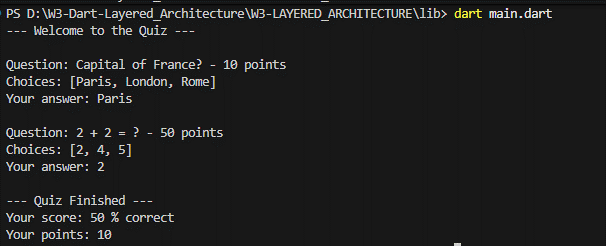 PS D:\W3-Dart-Layered_Architecture\W3-LAYERED_ARCHITECTURE\lib> dart main.dart
--- Welcome to the Quiz ---
Question: Capital of France? - 10 points
Choices: [Paris, London, Rome]
Your answer: Paris
Question: 2 + 2 = ? - 50 points
Choices: [2, 4, 5]
Your answer: 2
--- Quiz Finished ---
Your score: 50 % correct
Your points: 10